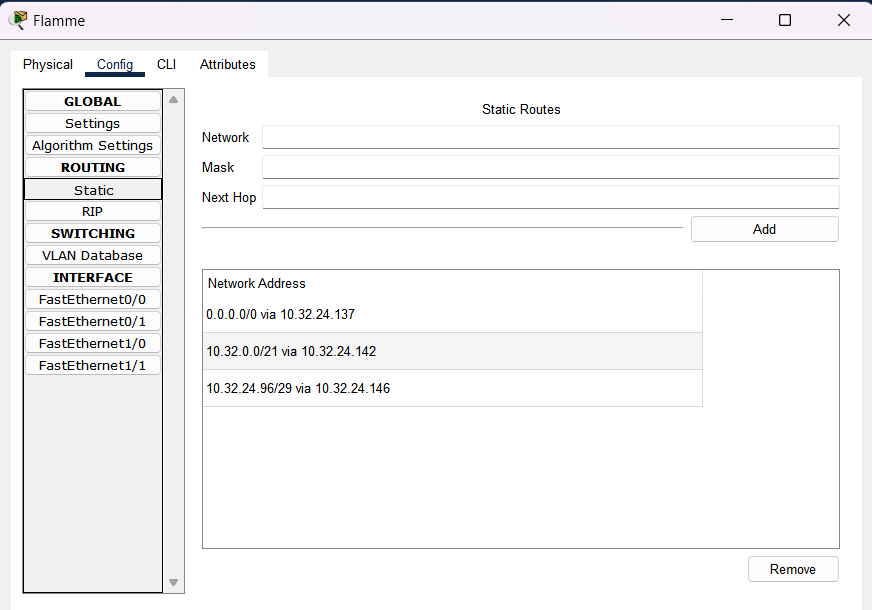 Flamme
Physical Config CLI Attributes
GLOBAL
Settings
Algorithm Settings
ROUTING
Static
RIP
SWITCHING
VLAN Database
INTERFACE
FastEthernet0/0
FastEthernet0/1
FastEthernet1/0
FastEthernet1/1
Static Routes
Network
Mask
Next Hop
Add
Network Address
0.0.0.0/0 via 10.32.24.137
10.32.0.0/21 via 10.32.24.142
10.32.24.96/29 via 10.32.24.146
Remove